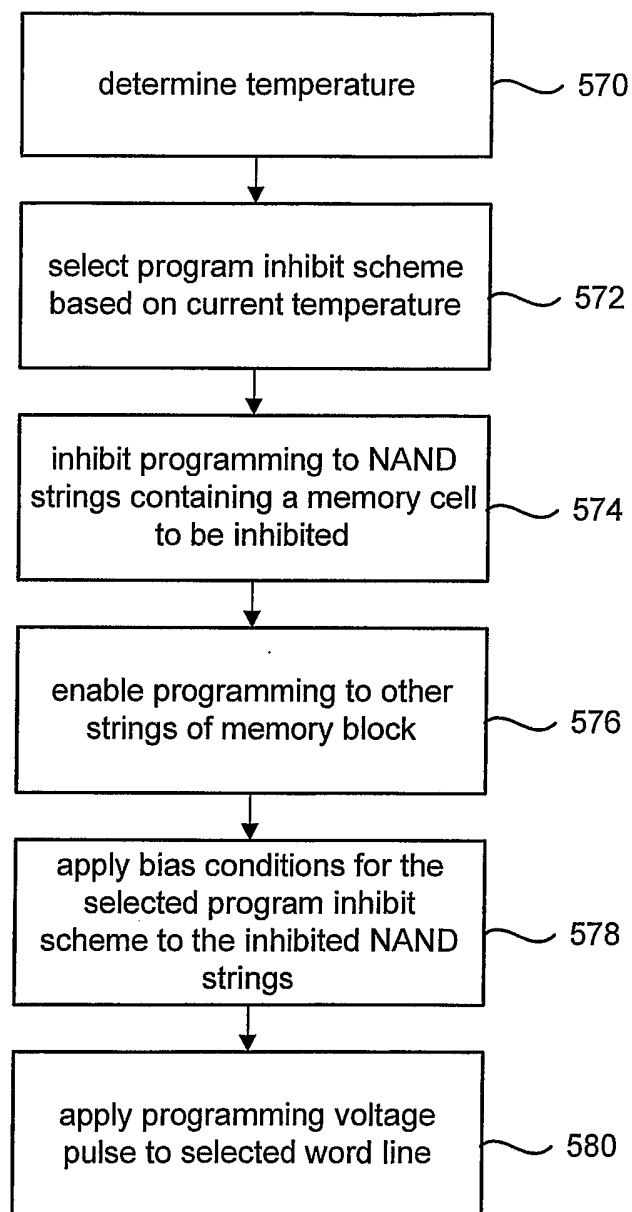 determine temperature
570
select program inhibit scheme
based on current temperature
572
inhibit programming to NAND
strings containing a memory cell
to be inhibited
574
enable programming to other
strings of memory block
576
apply bias conditions for the
selected program inhibit
scheme to the inhibited NAND
strings
578
apply programming voltage
pulse to selected word line
580